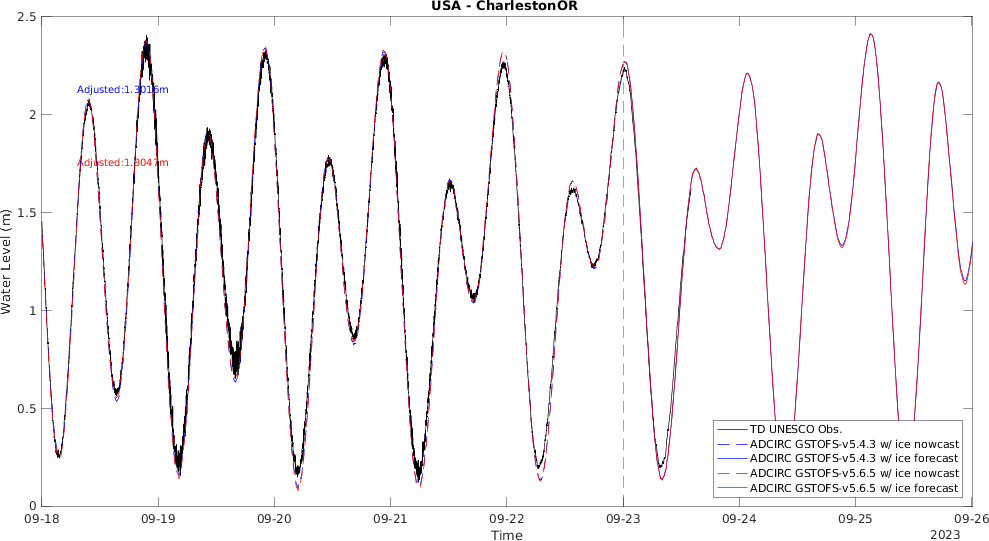 USA - CharlestonOR
2.5
2
1.5
1
0.5
0
Water Level (m)
Adjusted:1.3016m
Adjusted:1.3047m
TD UNESCO Obs.
ADCIRC GSTOFS-v5.4.3 w/ ice nowcast
ADCIRC GSTOFS-v5.4.3 w/ ice forecast
ADCIRC GSTOFS-v5.6.5 w/ ice nowcast
ADCIRC GSTOFS-v5.6.5 w/ ice forecast
09-18 09-19 09-20 09-21 09-22 09-23 09-24 09-25 09-26
Time
2023